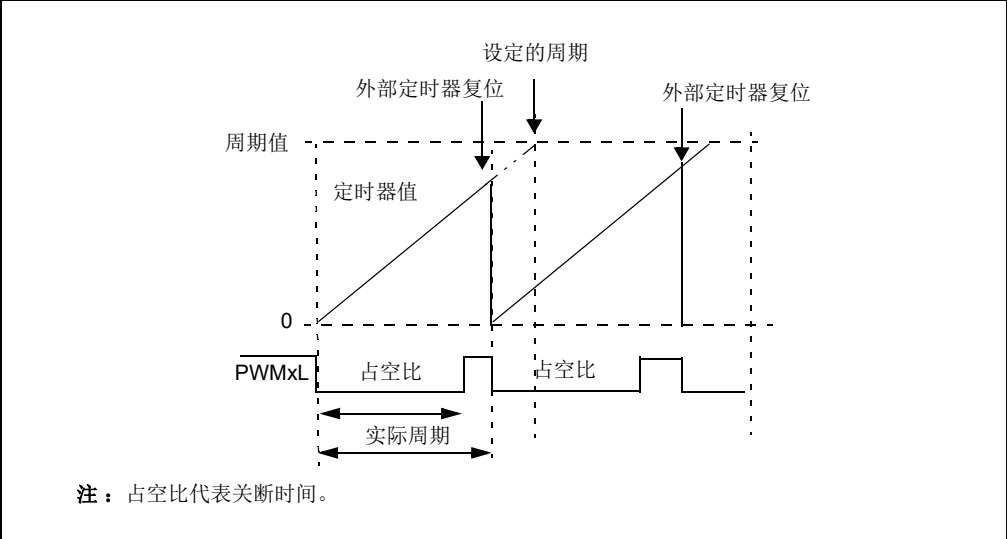 设定的周期
外部定时器复位
外部定时器复位
周期值
定时器值
0
PWMxL
占空比
占空比
实际周期
注：占空比代表关断时间。